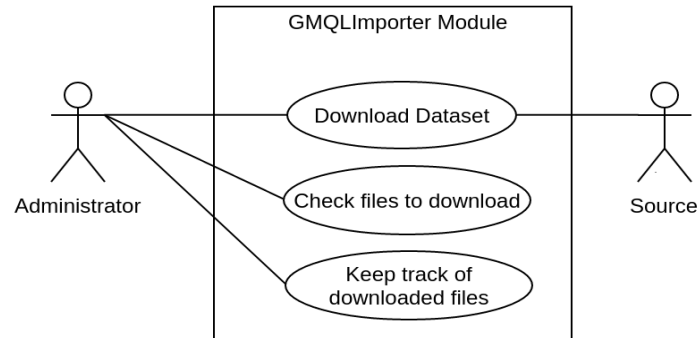 GMQLImporter Module
Download Dataset
Check files to download
Administrator
Source
Keep track of
downloaded files